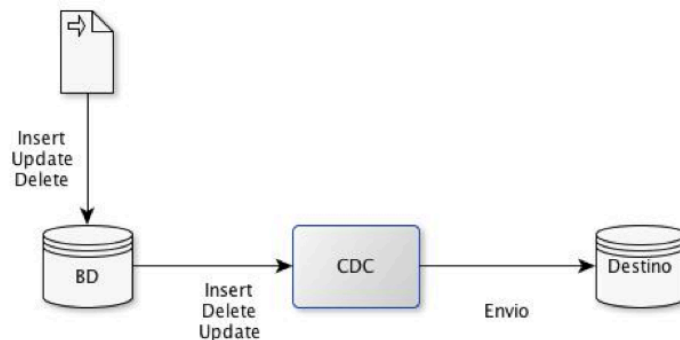 Insert
Update
Delete
BD
Insert
Delete
Update
CDC
Envio
Destino